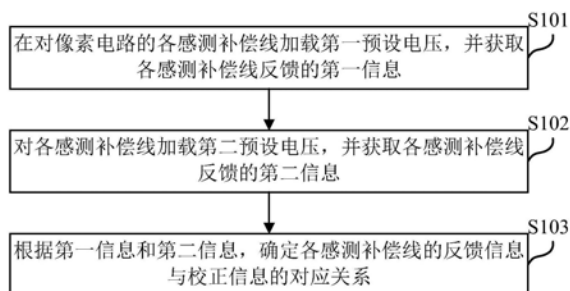 S101
在对像素电路的各感测补偿线加载第一预设电压，并获取
各感测补偿线反馈的第一信息
S102
对各感测补偿线加载第二预设电压，并获取各感测补偿线
反馈的第二信息
S103
根据第一信息和第二信息，确定各感测补偿线的反馈信息
与校正信息的对应关系